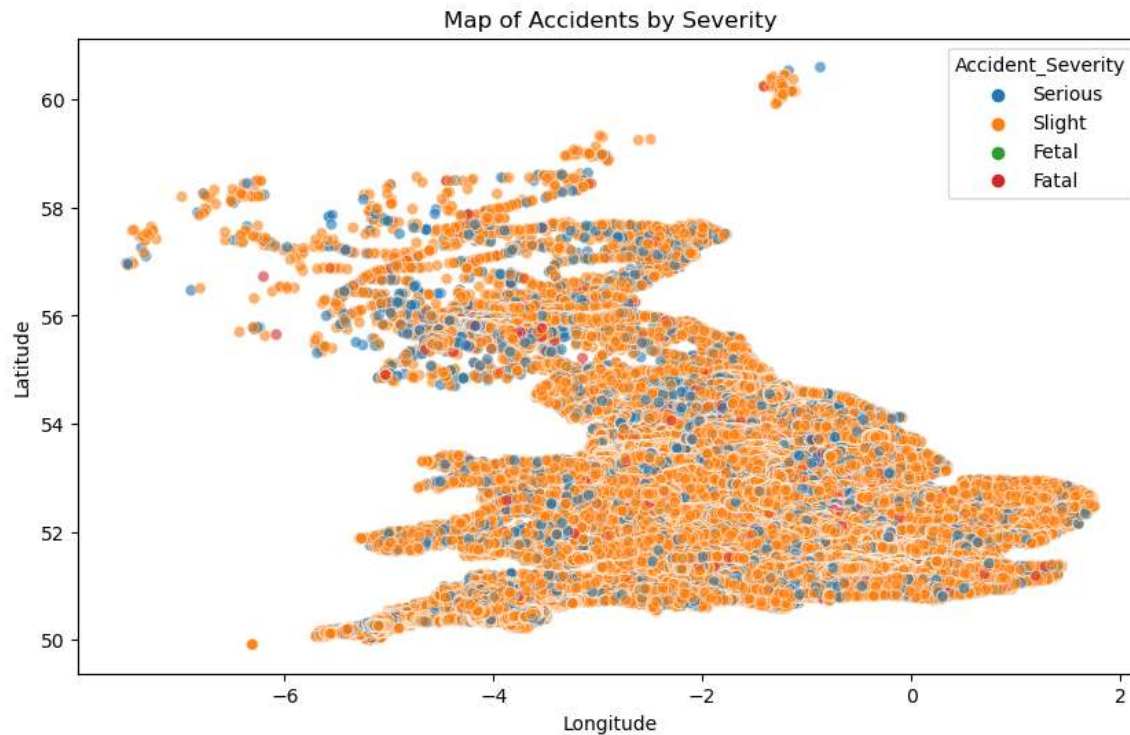 Map of Accidents by Severity
Accident_Severity
Serious
Slight
Fetal
Fatal
60
58
56
54
52
50
Latitude
−6
−4
−2
0
2
Longitude